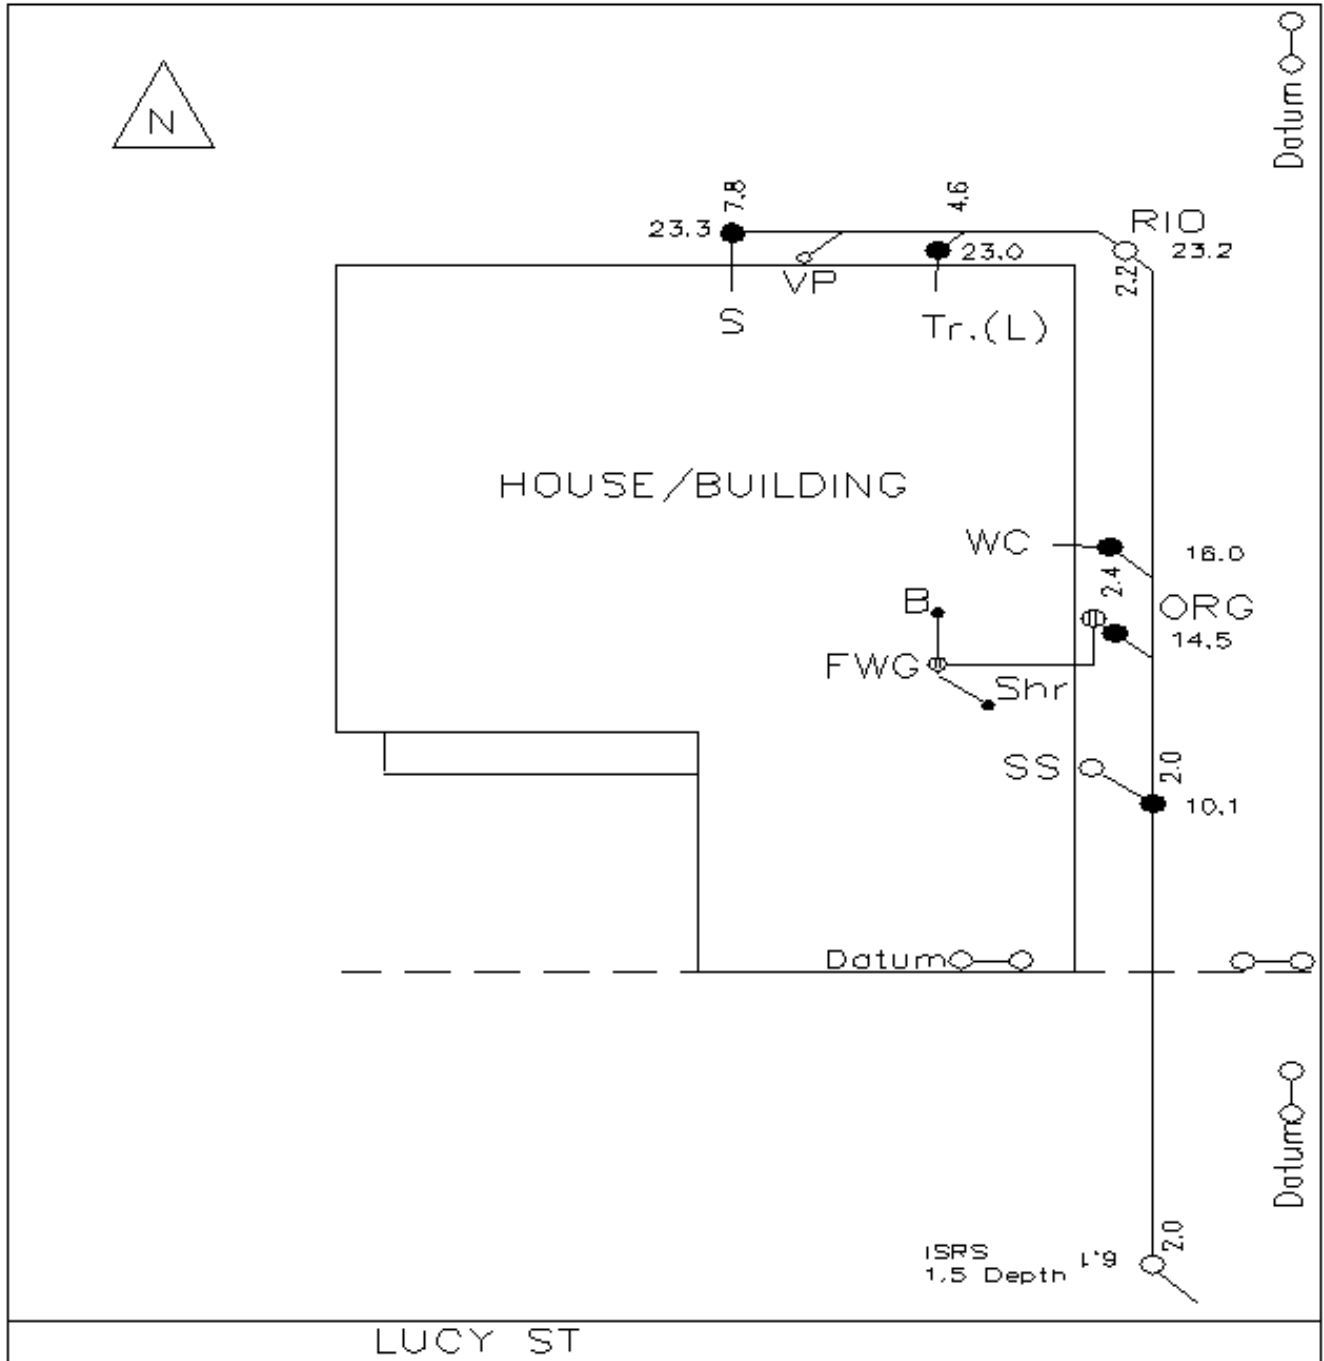 Datum
N
7.8
4.6
RIO
23.3
23.0
23.2
VP
2.2
S
Tr.(L)
HOUSE/BUILDING
WC
16.0
2.4
B
ORG
14.5
FWG
Shr
SS
2.0
10.1
Datum
Datum
2.0
ISRS
6.1
1.5 Depth
LUCY ST